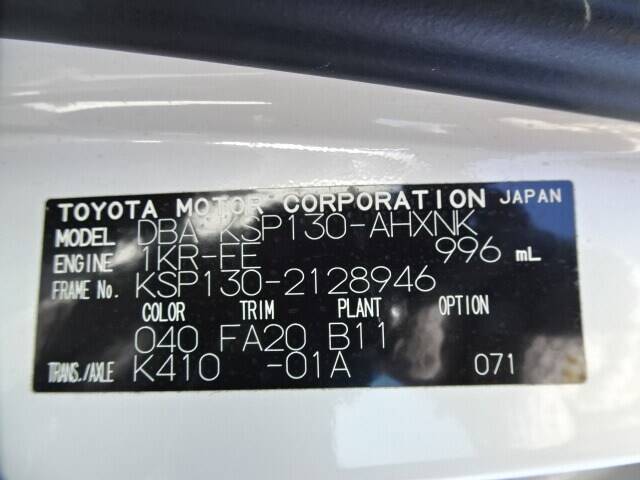 TOYOTA MOTOR CORPORATION JAPAN
MODEL DBA-KSP130-AHXNK
ENGINE 1KR-FE 996 mL
FRAME No. KSP130-2128946
COLOR TRIM PLANT OPTION
040 FA20 B11
TRANS./AXLE K410 -01A 071